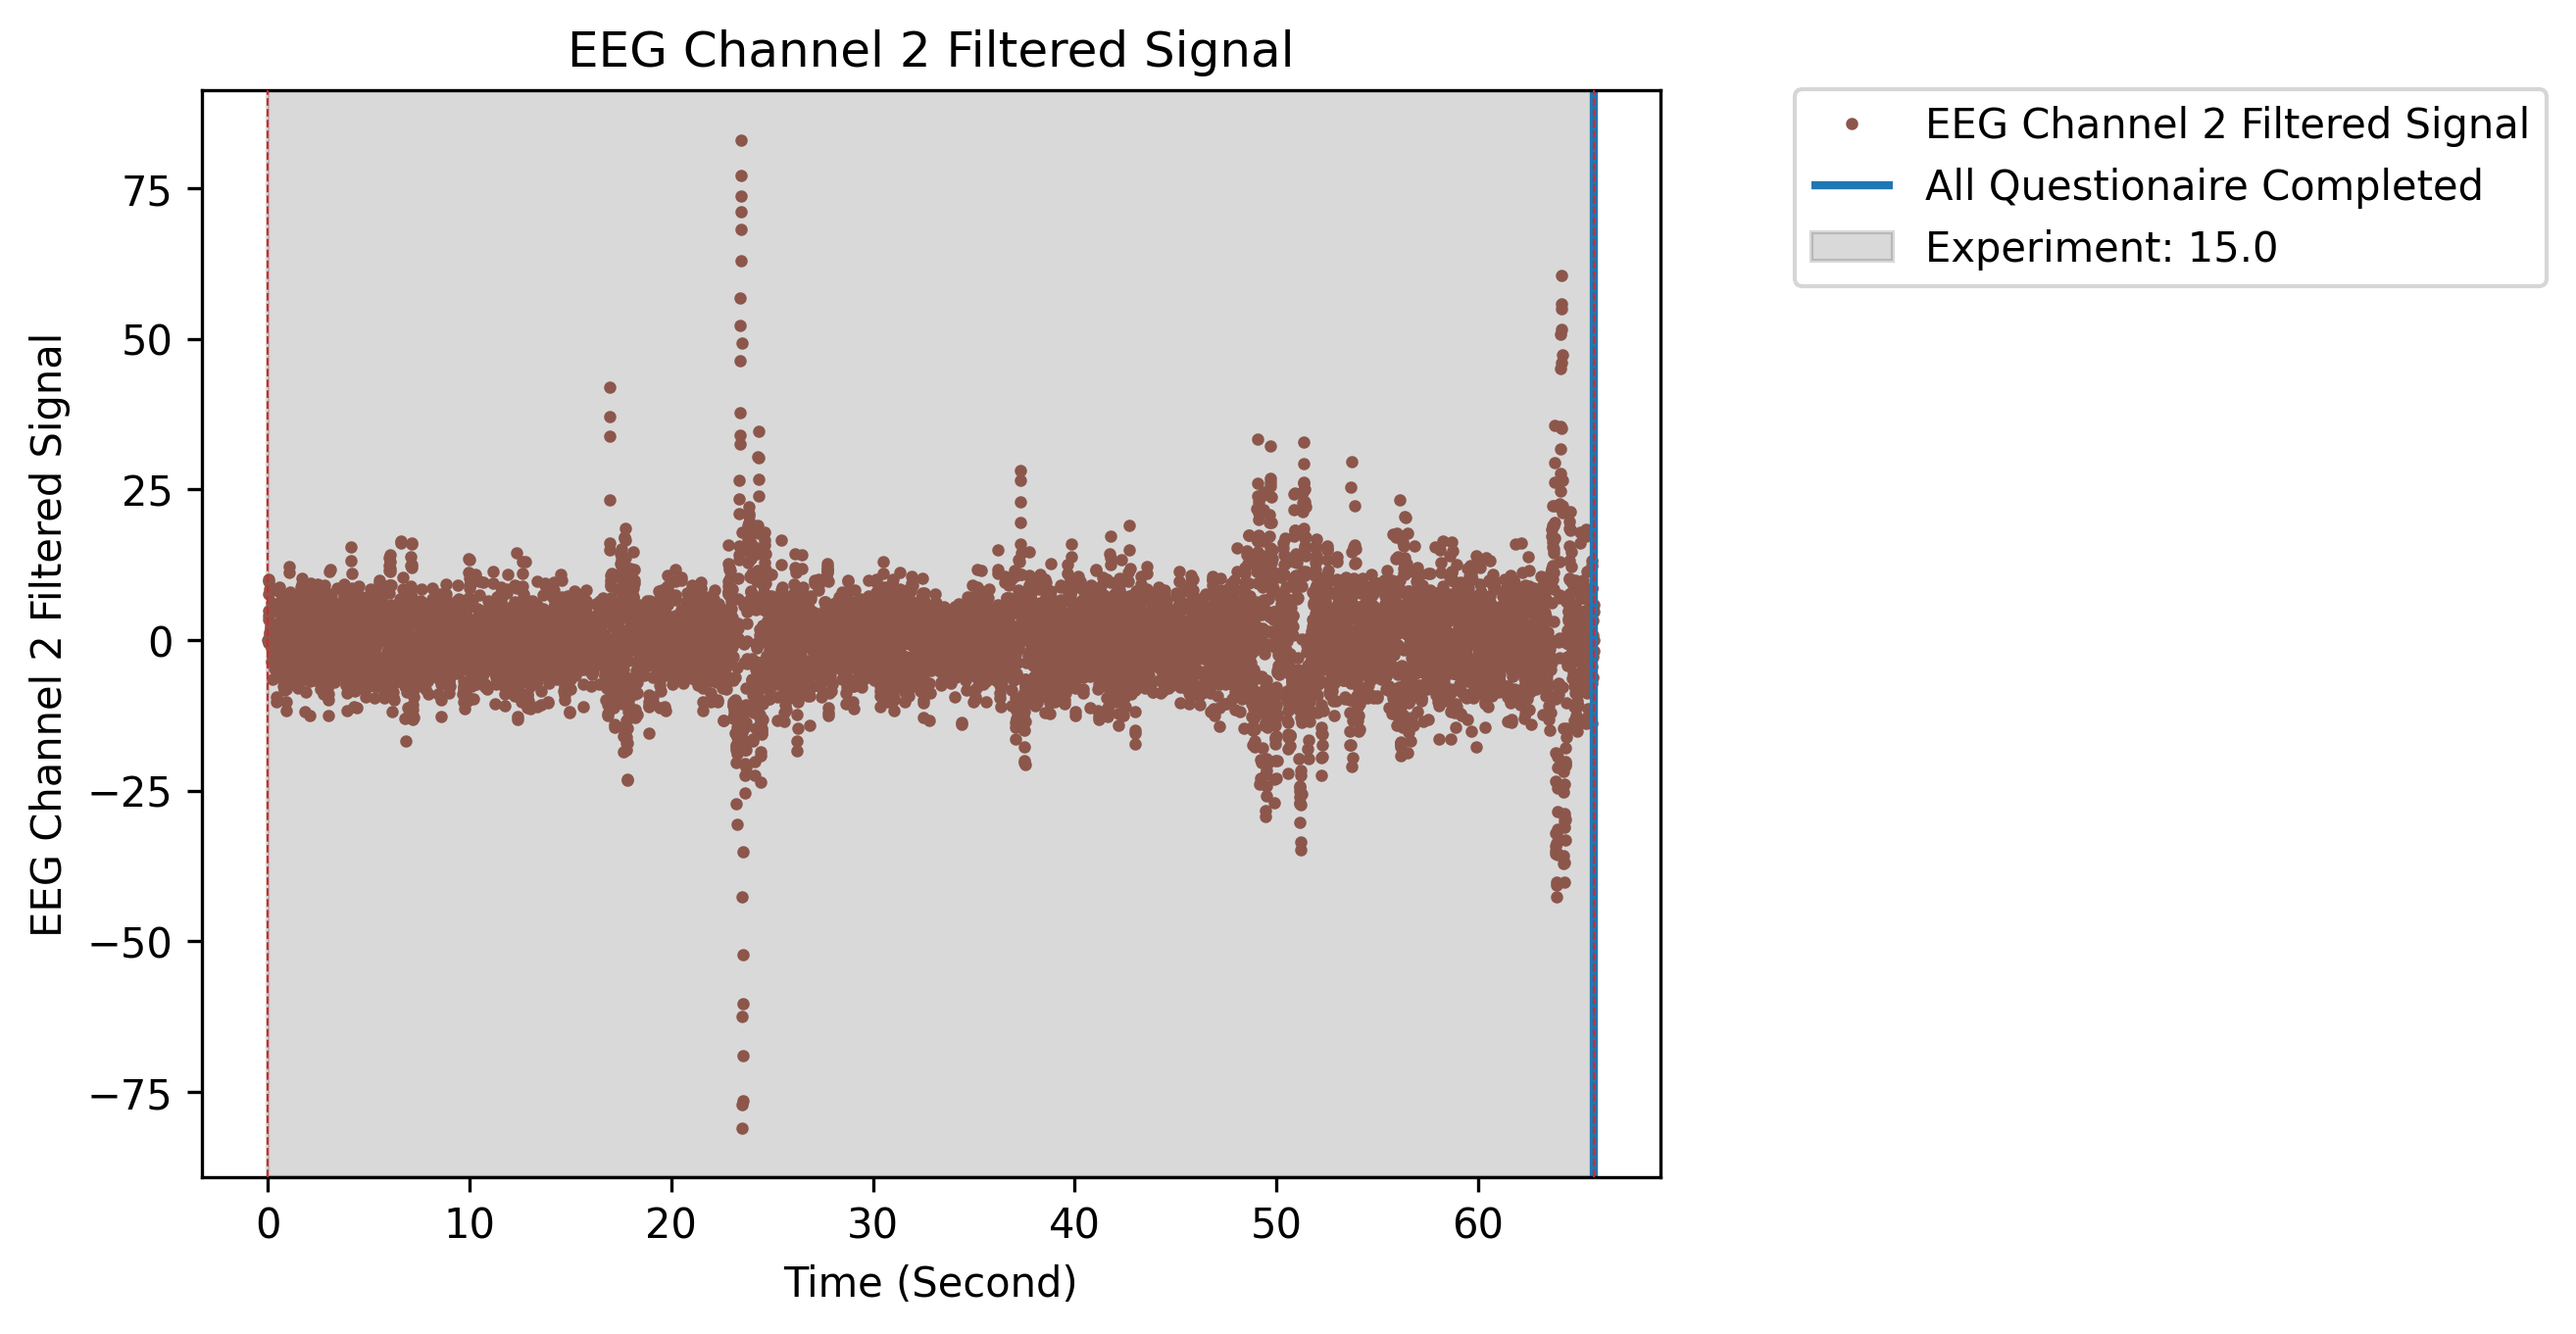 EEG Channel 2 Filtered Signal
EEG Channel 2 Filtered Signal
All Questionaire Completed
Experiment: 15.0
EEG Channel 2 Filtered Signal
75
50
25
0
−25
−50
−75
0 10 20 30 40 50 60
Time (Second)